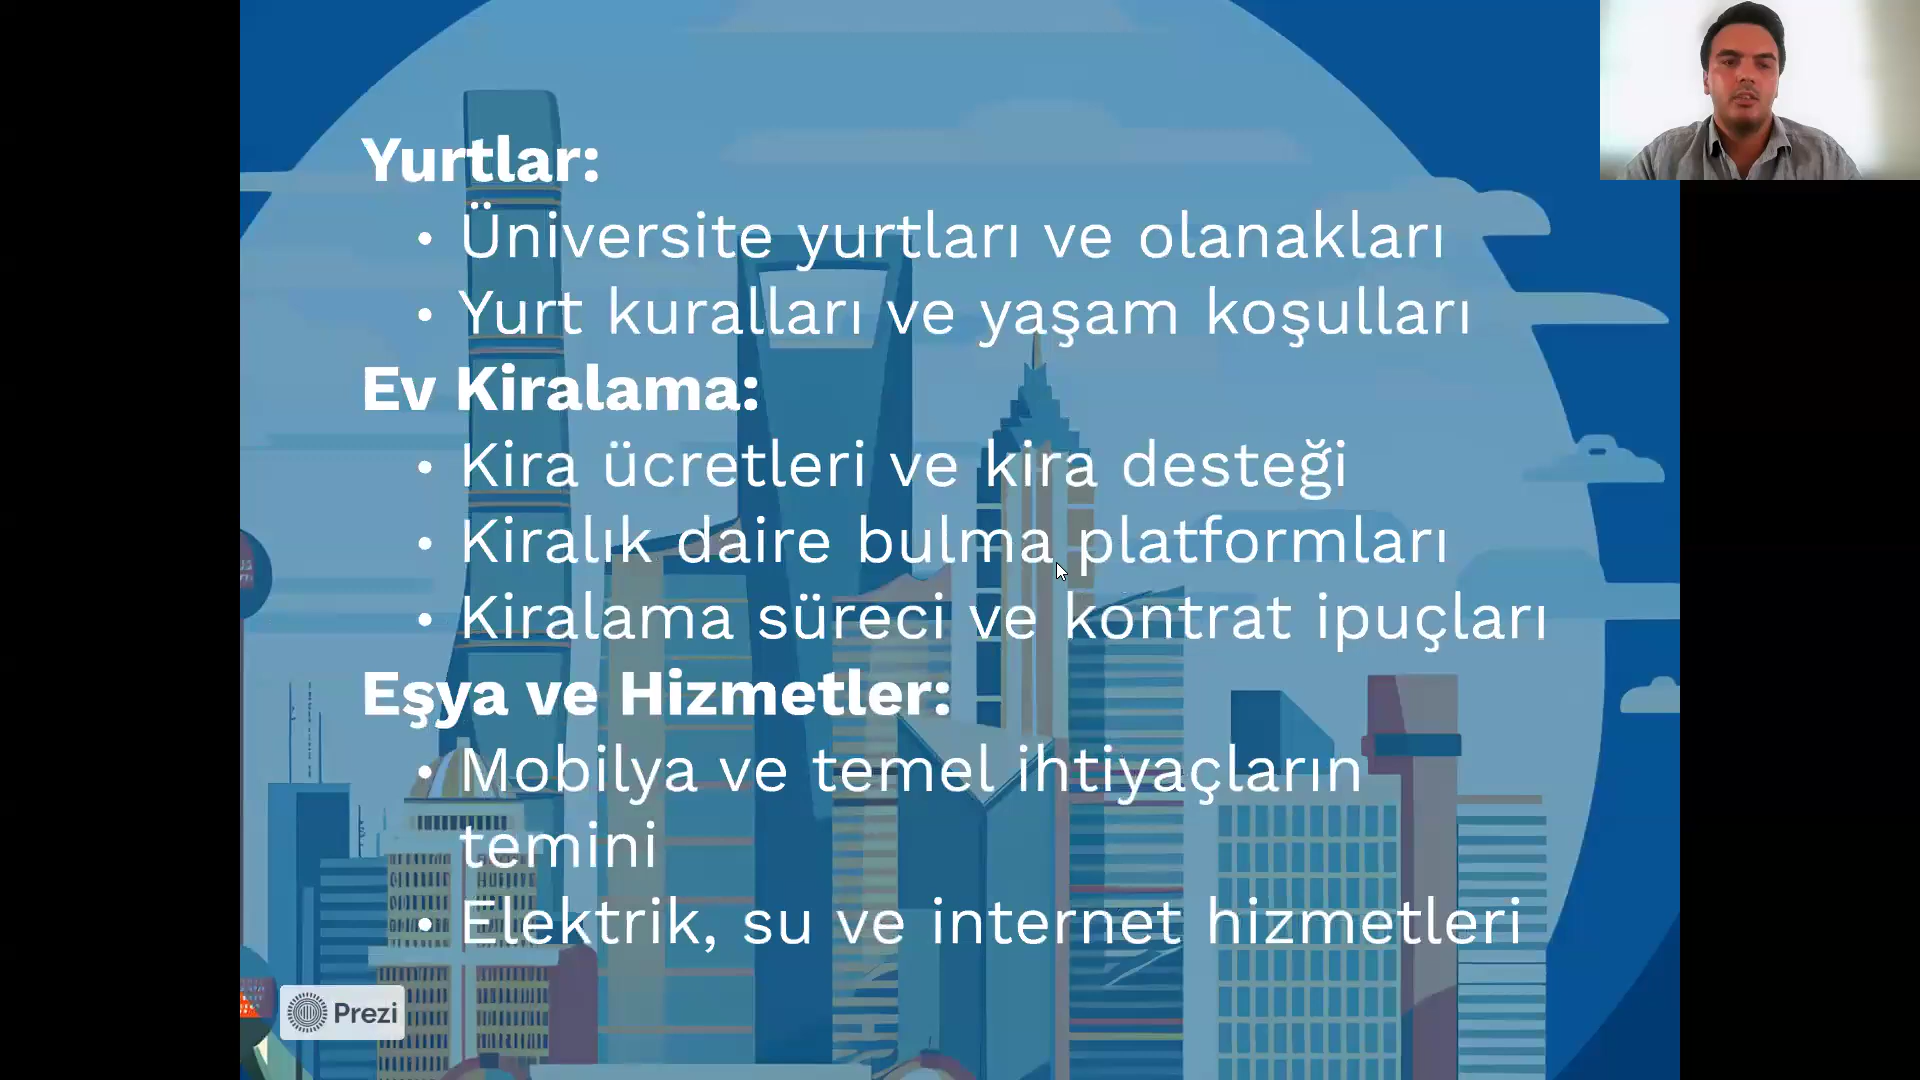 Yurtlar:
• Üniversite yurtları ve olanakları
• Yurt kuralları ve yaşam koşulları
Ev Kiralama:
• Kira ücretleri ve kira desteği
• Kiralık daire bulma platformları
• Kiralama süreci ve kontrat ipuçları
Eşya ve Hizmetler:
• Mobilya ve temel ihtiyaçların
temini
• Elektrik, su ve internet hizmetleri
Prezi